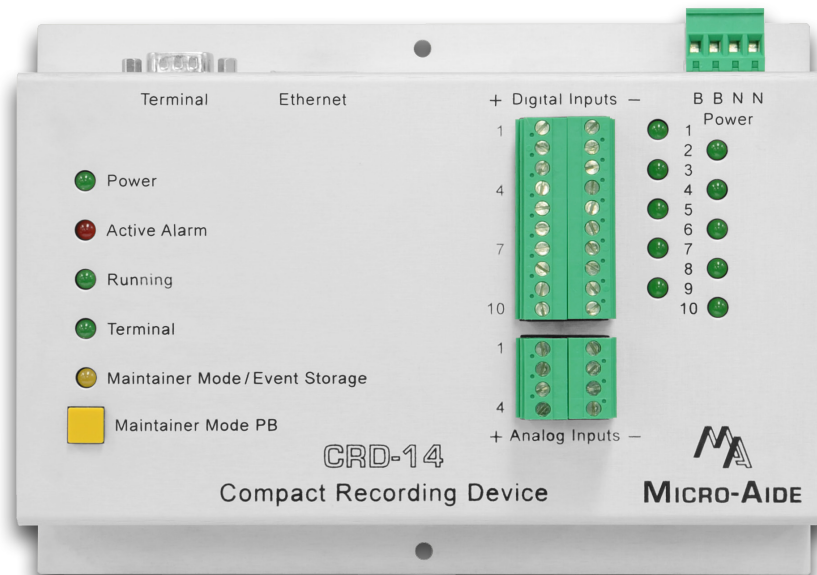 Terminal Ethernet + Digital Inputs − B B N N
Power
1 1
2
3
4 4
5
6
7 7
8
9
10 10
Power
Active Alarm
Running
Terminal
Maintainer Mode/Event Storage
Maintainer Mode PB
1
4
+ Analog Inputs −
CRD-14
Compact Recording Device
MA
MICRO-AIDE